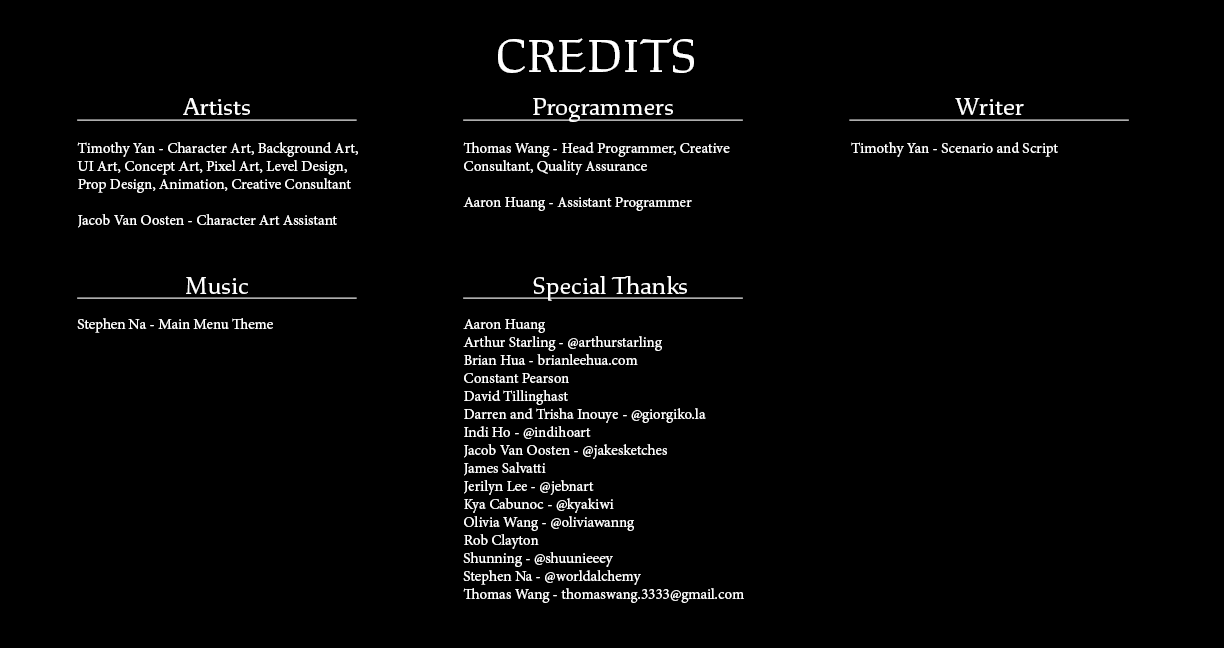 CREDITS
Artists
Timothy Yan - Character Art, Background Art,
UI Art, Concept Art, Pixel Art, Level Design,
Prop Design, Animation, Creative Consultant
Jacob Van Oosten - Character Art Assistant
Programmers
Thomas Wang - Head Programmer, Creative
Consultant, Quality Assurance
Aaron Huang - Assistant Programmer
Writer
Timothy Yan - Scenario and Script
Music
Stephen Na - Main Menu Theme
Special Thanks
Aaron Huang
Arthur Starling - @arthurstarling
Brian Hua - brianleehua.com
Constant Pearson
David Tillinghast
Darren and Trisha Inouye - @giorgiko.la
Indi Ho - @indihoart
Jacob Van Oosten - @jakesketches
James Salvatti
Jerilyn Lee - @jebnart
Kya Cabunoc - @kyakiwi
Olivia Wang - @oliviawanng
Rob Clayton
Shunning - @shuunieeey
Stephen Na - @worldalchemy
Thomas Wang - thomaswang.3333@gmail.com